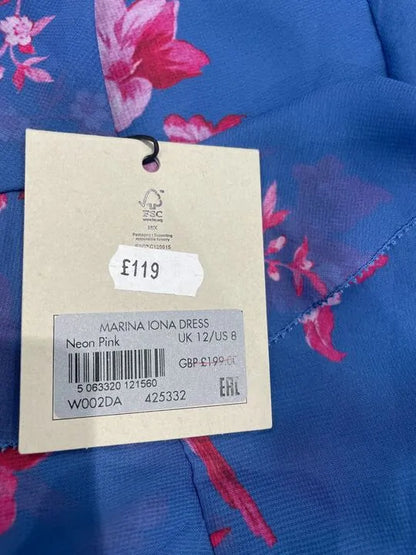 FSC
MIX
£119
MARINA IONA DRESS
Neon Pink UK 12/US 8
GBP £199.00
5 063320 121560
W002DA 425332
EAC